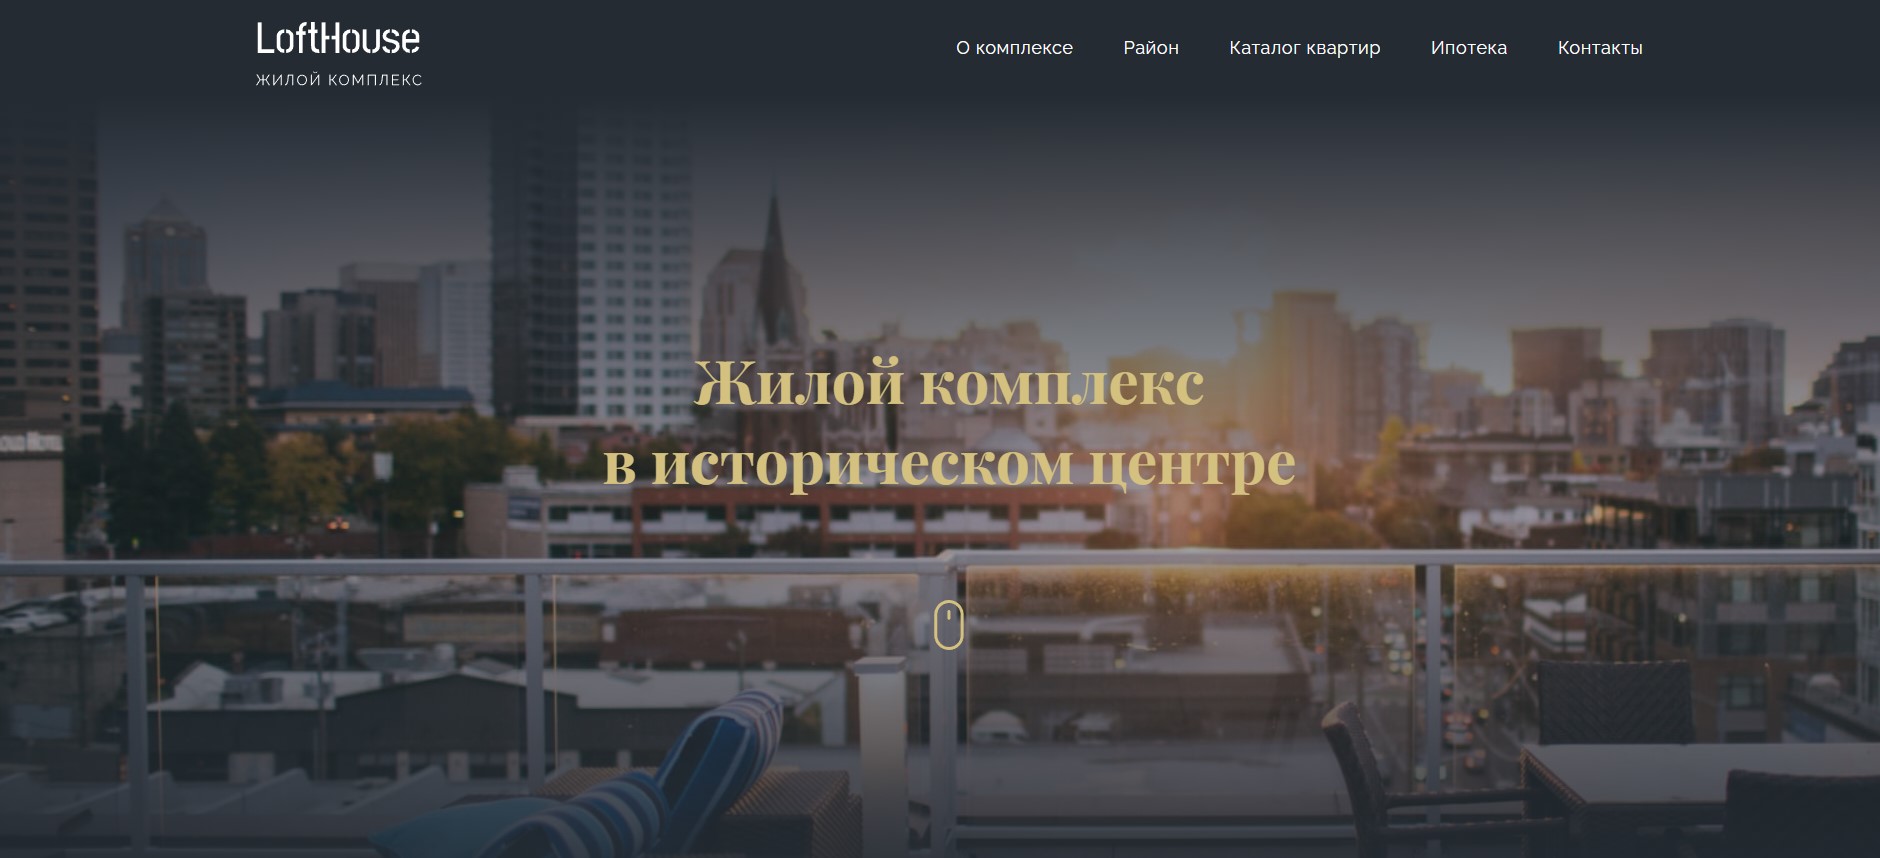 LoftHouse
ЖИЛОЙ КОМПЛЕКС
О комплексе Район Каталог квартир Ипотека Контакты
Жилой комплекс
в историческом центре